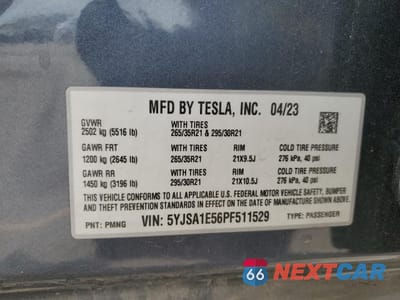 MFD BY TESLA, INC. 04/23
GVWR WITH TIRES
2502 kg (5516 lb) 265/35R21 & 295/30R21
GAWR FRT WITH TIRES RIMS COLD TIRE PRESSURE
1200 kg (2645 lb) 265/35R21 21X9.5J 276 kPa, 40 psi
GAWR RR WITH TIRES RIMS COLD TIRE PRESSURE
1450 kg (3196 lb) 295/30R21 21X10.5J 276 kPa, 40 psi
THIS VEHICLE CONFORMS TO ALL APPLICABLE U.S. FEDERAL MOTOR VEHICLE SAFETY, BUMPER
AND THEFT PREVENTION STANDARDS IN EFFECT ON THE DATE OF MANUFACTURE SHOWN ABOVE.
PNT: PMNG VIN: 5YJSA1E56PF511529 TYPE: PASSENGER
66 NEXTCAR